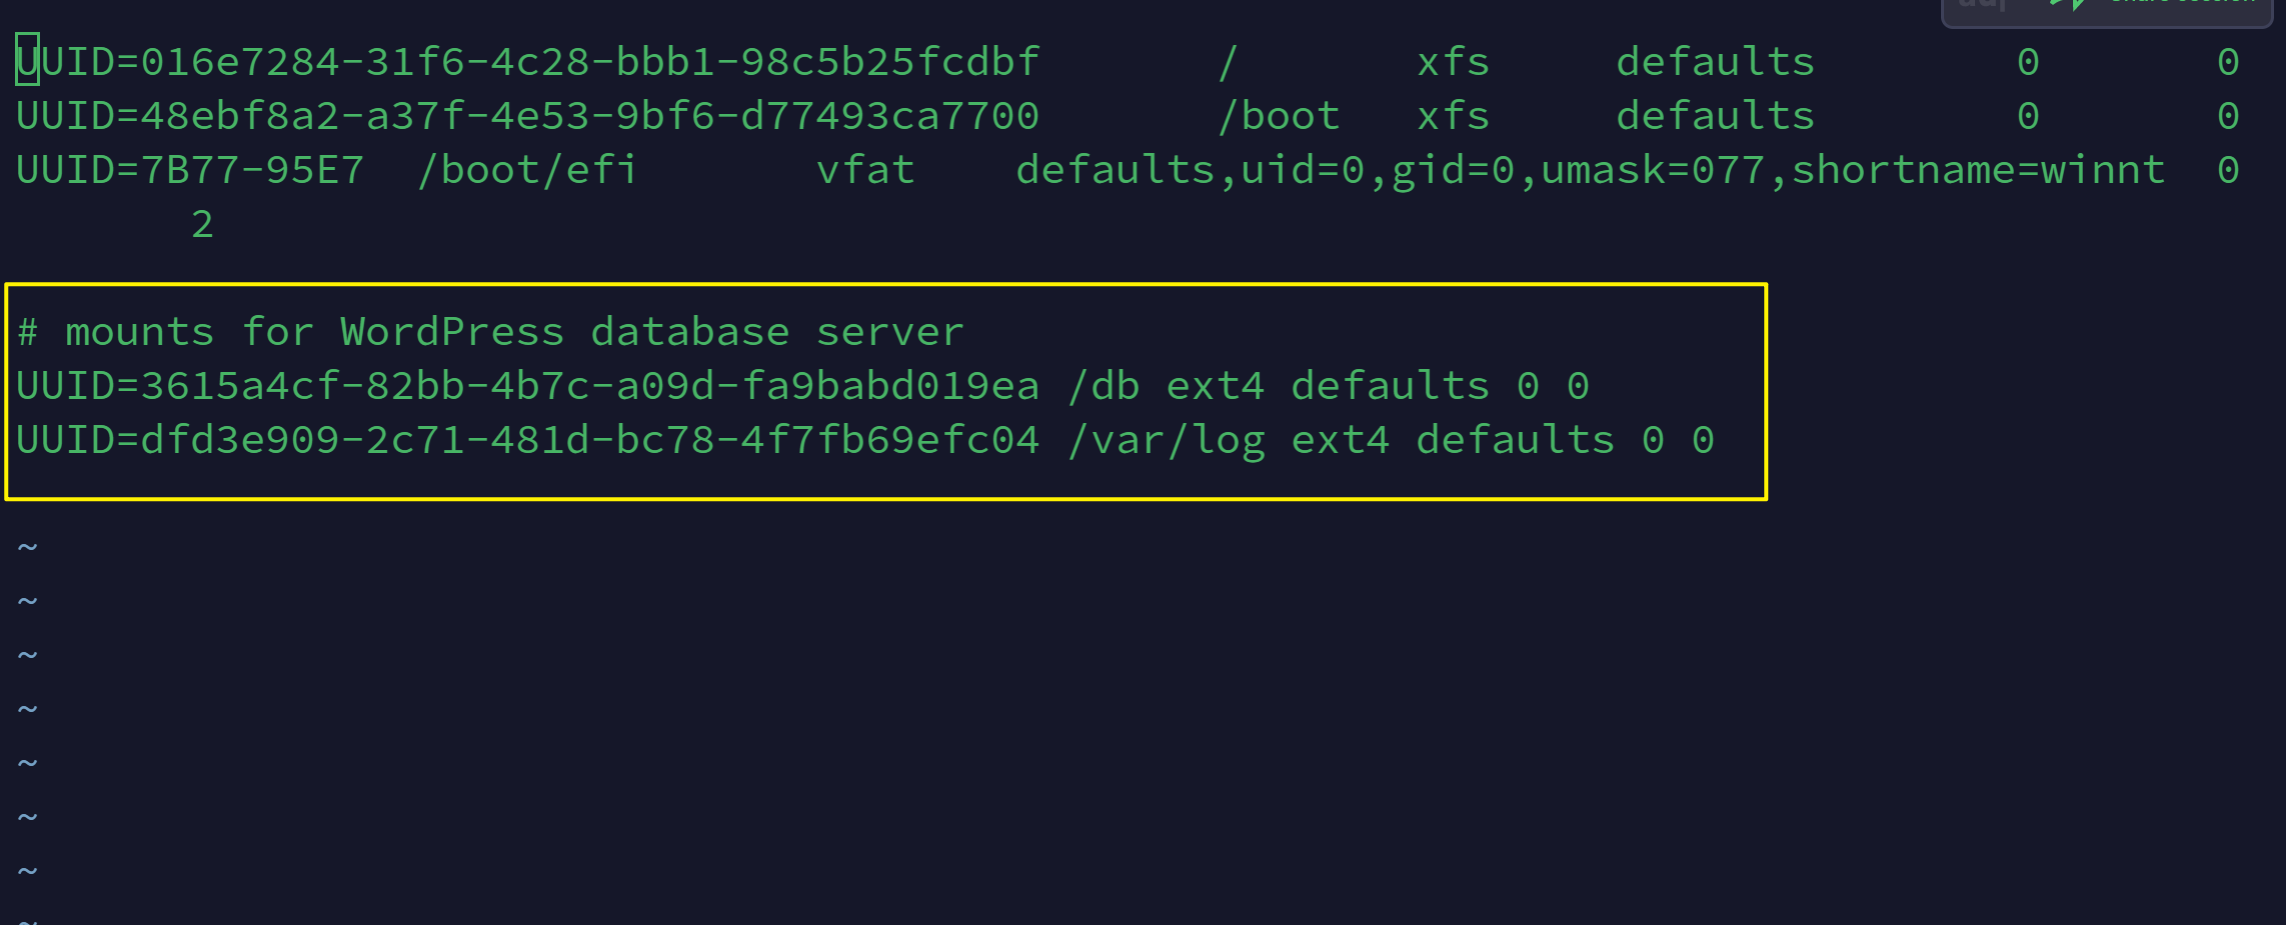 UUID=016e7284-31f6-4c28-bbb1-98c5b25fcdbf / xfs defaults 0 0
UUID=48ebf8a2-a37f-4e53-9bf6-d77493ca7700 /boot xfs defaults 0 0
UUID=7B77-95E7 /boot/efi vfat defaults,uid=0,gid=0,umask=077,shortname=winnt 0
2
# mounts for WordPress database server
UUID=3615a4cf-82bb-4b7c-a09d-fa9babd019ea /db ext4 defaults 0 0
UUID=dfd3e909-2c71-481d-bc78-4f7fb69efc04 /var/log ext4 defaults 0 0
~
~
~
~
~
~
~
~